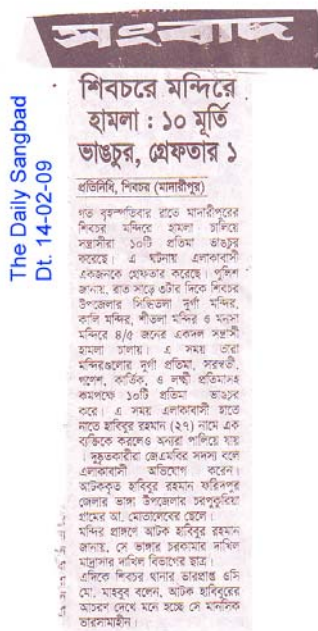 সংবাদ
The Daily Sangbad
Dt. 14-02-09
শিবচরে মন্দিরে
হামলা : ১০ মূর্তি
ভাঙচুর, গ্রেফতার ১
প্রতিনিধি, শিবচর (মাদারীপুর)
গত বৃহস্পতিবার রাতে মাদারীপুরের
শিবচর মন্দিরে হামলা চালিয়ে
সন্ত্রাসীরা ১০টি প্রতিমা ভাঙচুর
করেছে। এ ঘটনায় এলাকাবাসী
একজনকে গ্রেফতার করেছে। পুলিশ
জানায়, রাত সাড়ে ৩টার দিকে শিবচর
উপজেলার দুর্গা মন্দির,
কালি মন্দির, শীতলা মন্দির ও মনসা
মন্দিরে ৪/৫ জনের একদল সন্ত্রাসী
হামলা চালায়। এ সময় তারা
মন্দিরগুলোর দুর্গা প্রতিমা, সরস্বতী,
গণেশ, কার্তিক, ও লক্ষ্মী প্রতিমাসহ
কমপক্ষে ১০টি প্রতিমা ভাঙচুর
করে। এ সময় এলাকাবাসী হাতে
নাতে হাবিবুর রহমান (২৭) নামে এক
ব্যক্তিকে করলেও অন্যরা পালিয়ে যায়
। দুষ্কৃতকারীরা জেএমবির সদস্য বলে
এলাকাবাসী অভিযোগ করেন।
আটককৃত হাবিবুর রহমান ফরিদপুর
জেলার ভাঙ্গা উপজেলার চরপুকুরিয়া
গ্রামের আ. মোতালেবের ছেলে।
মন্দির প্রাঙ্গণে আটক হাবিবুর রহমান
জানায়, সে ভাঙ্গার চরকামার দাখিল
মাদ্রাসার দাখিল বিভাগের ছাত্র।
এদিকে শিবচর থানার ভারপ্রাপ্ত ওসি
মো. মাহবুব বলেন, আটক হাবিবুরের
আচরণ দেখে মনে হচ্ছে সে মানসিক
ভারসাম্যহীন।